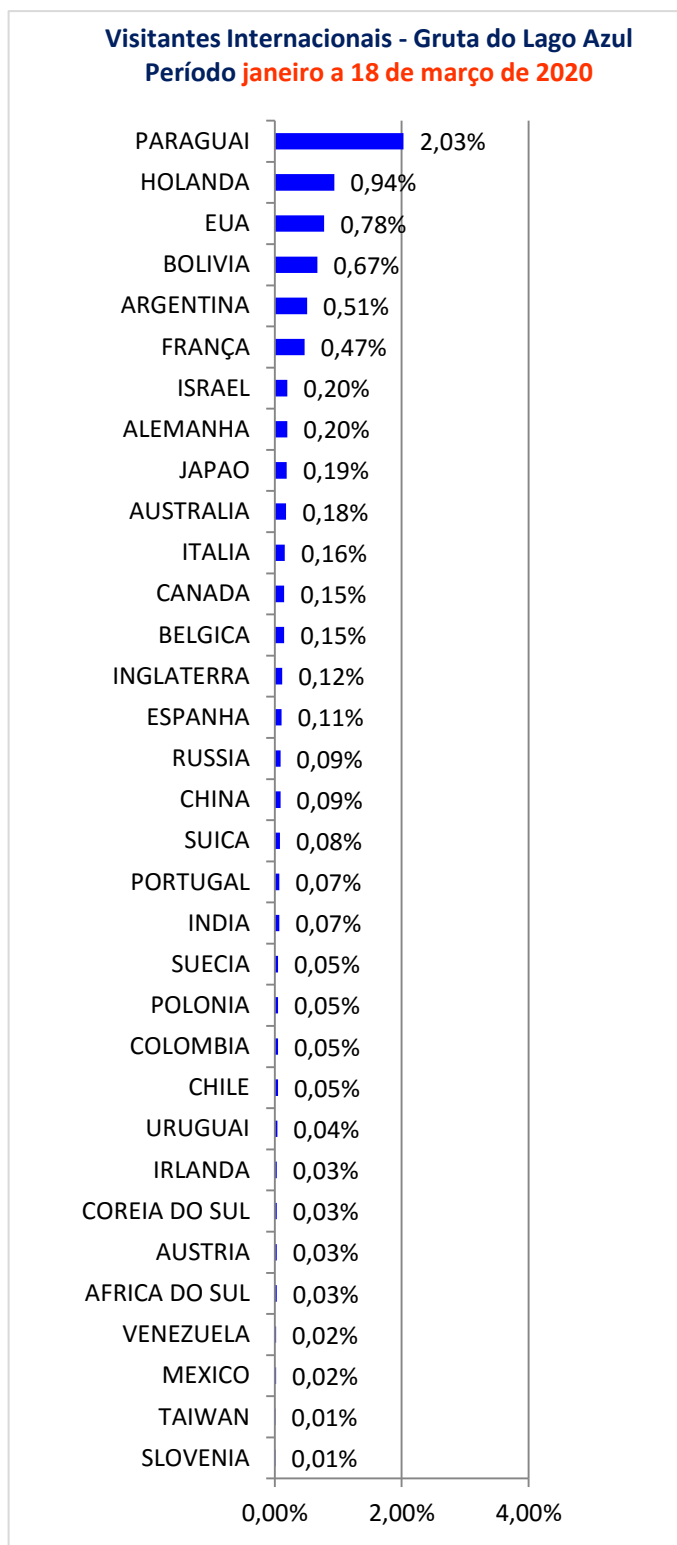 Visitantes Internacionais - Gruta do Lago Azul
Período janeiro a 18 de março de 2020
PARAGUAI 2,03%
HOLANDA 0,94%
EUA 0,78%
BOLIVIA 0,67%
ARGENTINA 0,51%
FRANÇA 0,47%
ISRAEL 0,20%
ALEMANHA 0,20%
JAPAO 0,19%
AUSTRALIA 0,18%
ITALIA 0,16%
CANADA 0,15%
BELGICA 0,15%
INGLATERRA 0,12%
ESPANHA 0,11%
RUSSIA 0,09%
CHINA 0,09%
SUICA 0,08%
PORTUGAL 0,07%
INDIA 0,07%
SUECIA 0,05%
POLONIA 0,05%
COLOMBIA 0,05%
CHILE 0,05%
URUGUAI 0,04%
IRLANDA 0,03%
COREIA DO SUL 0,03%
AUSTRIA 0,03%
AFRICA DO SUL 0,03%
VENEZUELA 0,02%
MEXICO 0,02%
TAIWAN 0,01%
SLOVENIA 0,01%
0,00% 2,00% 4,00%